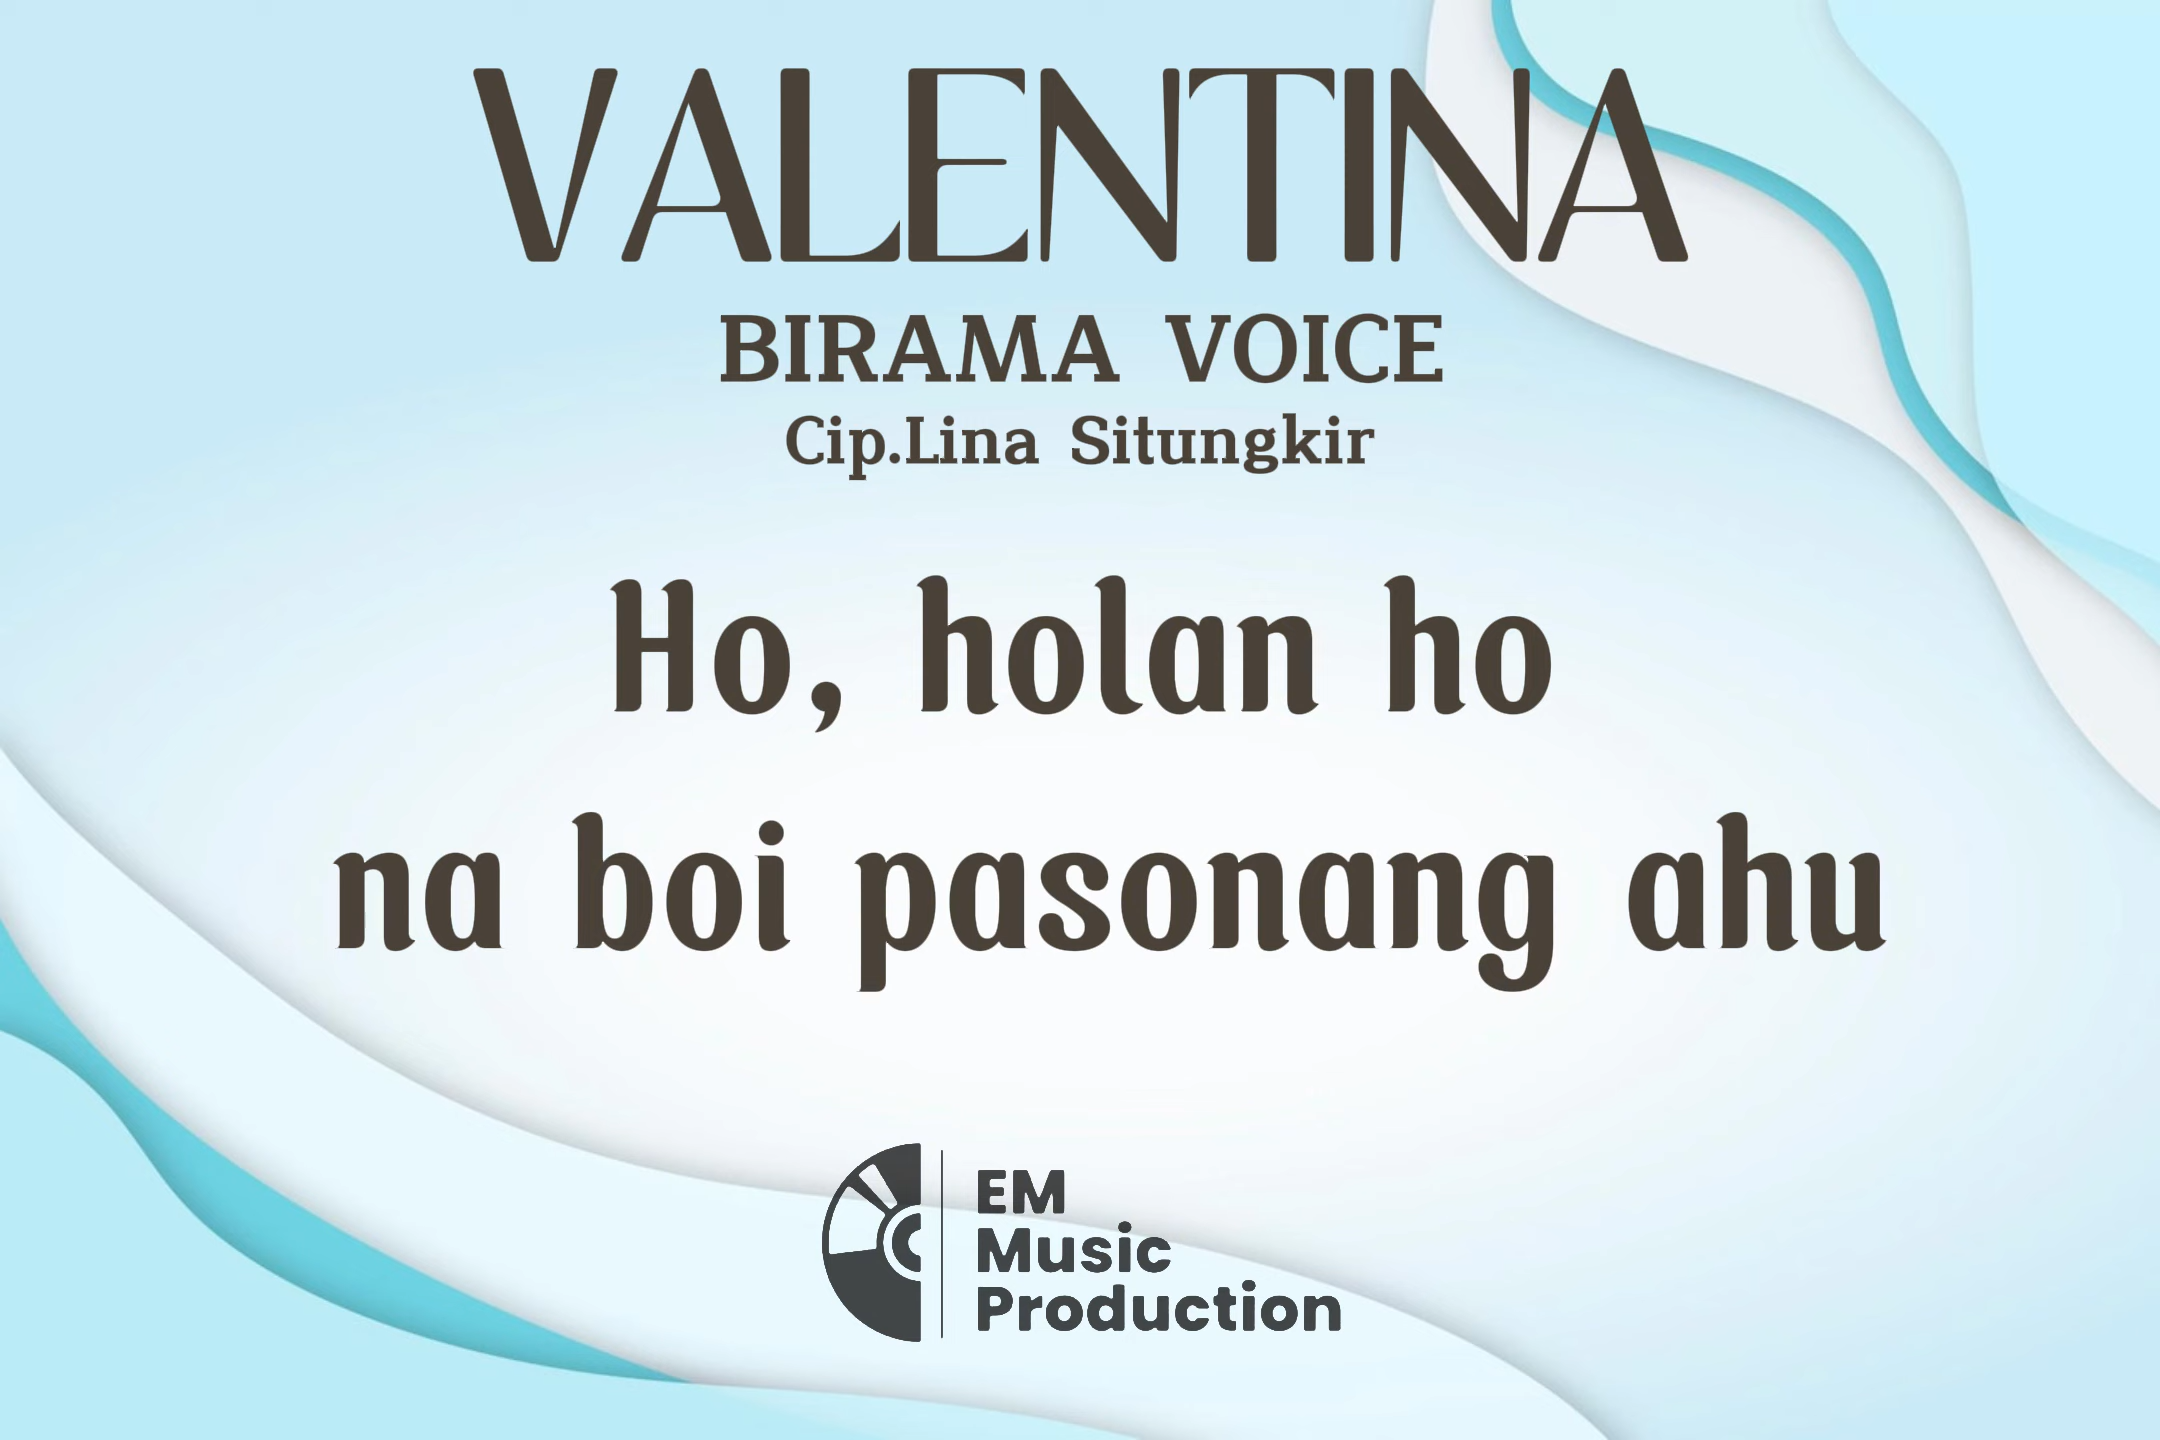 VALENTINA
BIRAMA VOICE
Cip.Lina Situngkir
Ho, holan ho
na boi pasonang ahu
EM
Music
Production